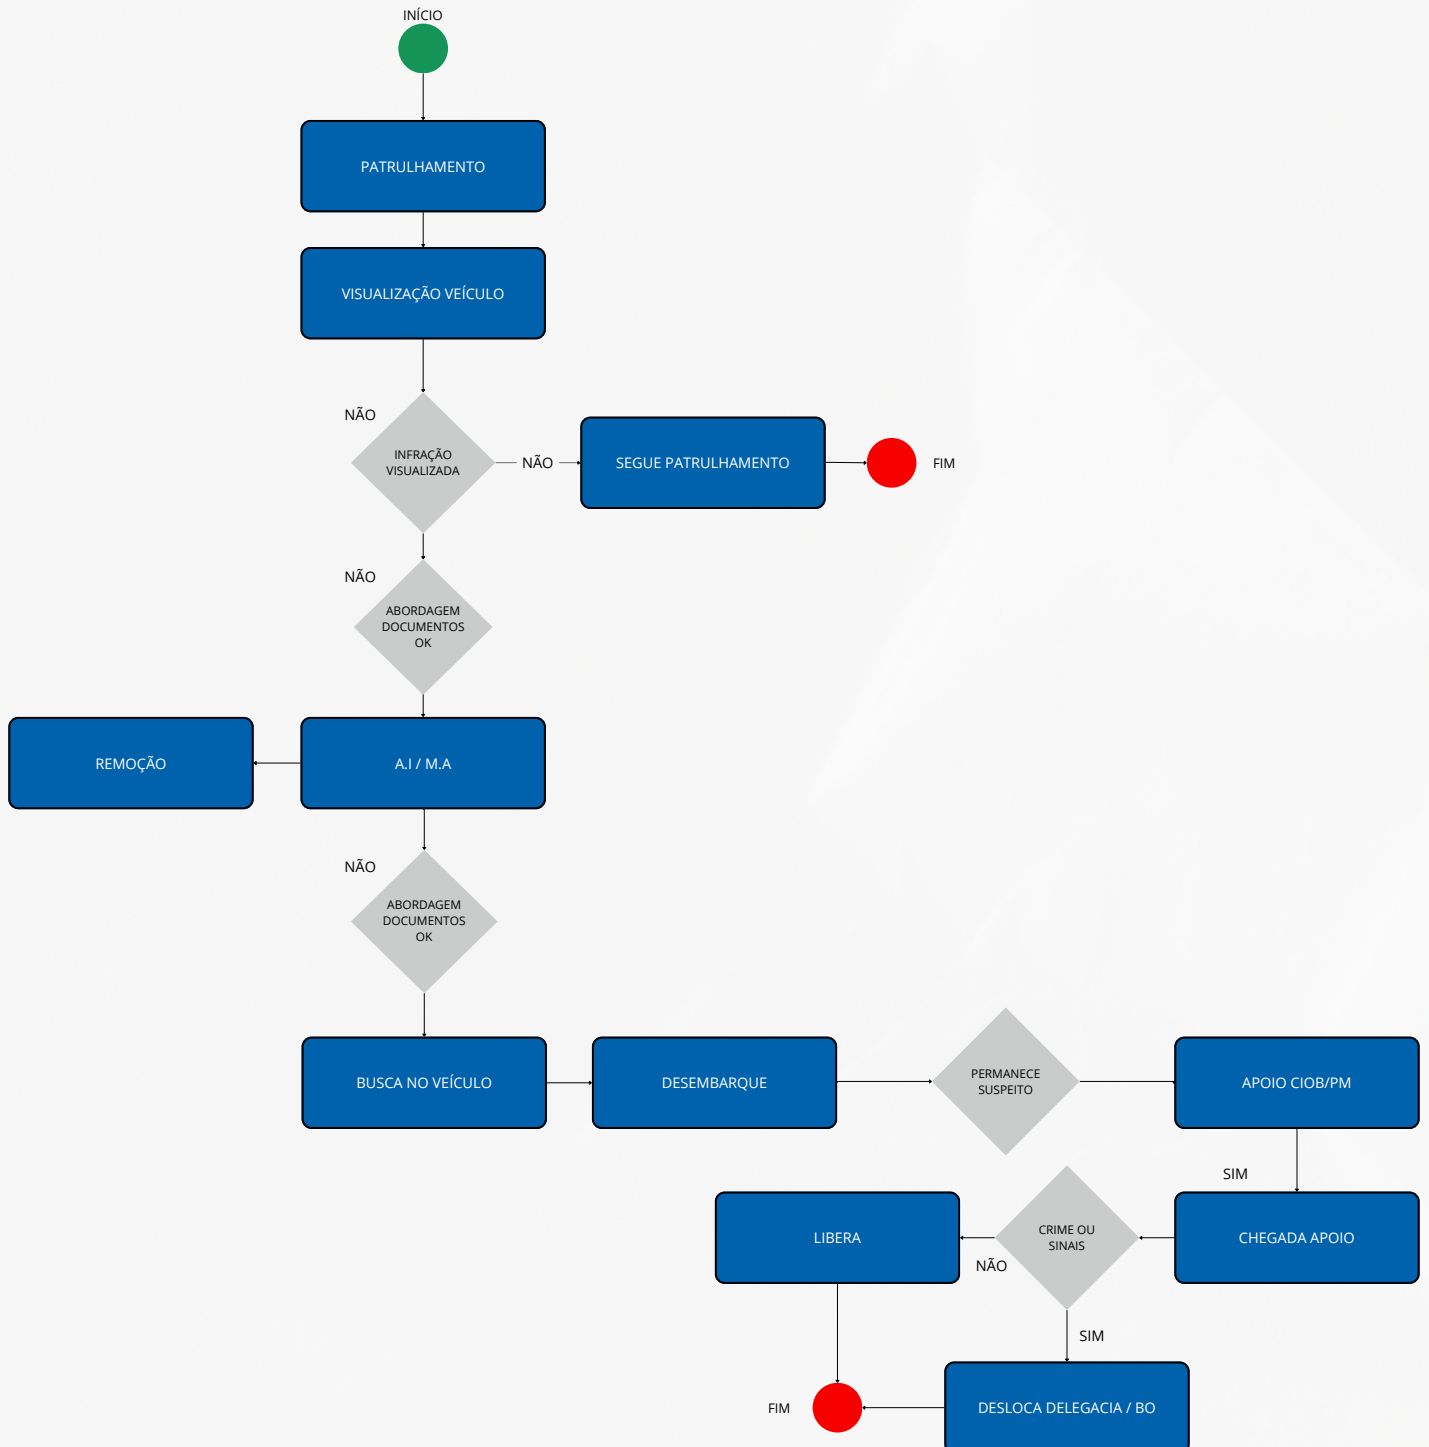 INÍCIO
PATRULHAMENTO
VISUALIZAÇÃO VEÍCULO
NÃO
INFRAÇÃO
VISUALIZADA
NÃO
SEGUE PATRULHAMENTO
FIM
NÃO
ABORDAGEM
DOCUMENTOS
OK
REMOÇÃO
A.I / M.A
NÃO
ABORDAGEM
DOCUMENTOS
OK
BUSCA NO VEÍCULO
DESEMBARQUE
PERMANECE
SUSPEITO
APOIO CIOB/PM
SIM
LIBERA
NÃO
CRIME OU
SINAIS
CHEGADA APOIO
SIM
FIM
DESLOCA DELEGACIA / BO